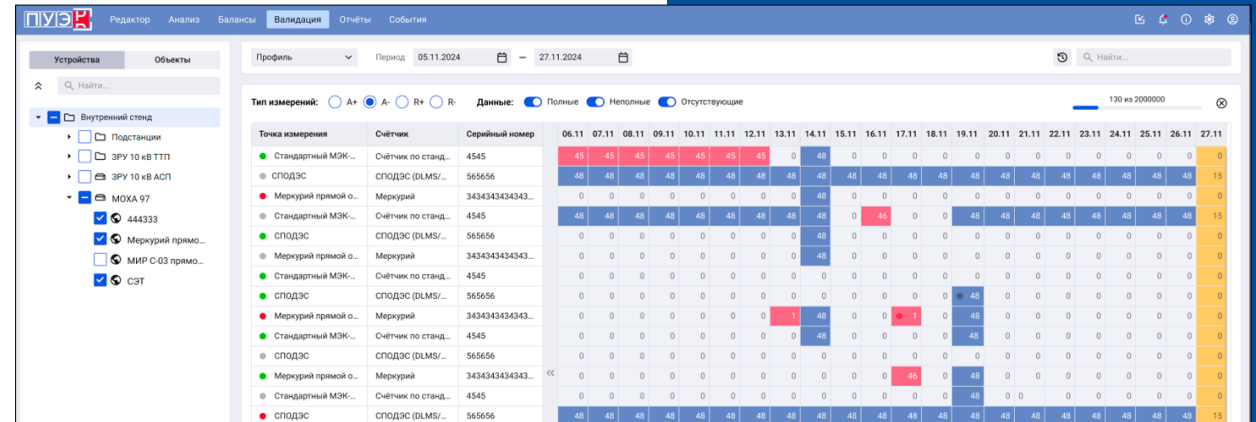 ПУЭ Редактор Анализ Балансы Валидация Отчёты События
Устройства Объекты
Найти...
Внутренний стенд
Подстанции
ЗРУ 10 кВ ТТП
ЗРУ 10 кВ АСП
МОХА 97
444333
Меркурий прямо...
МИР С-03 прямо...
СЭТ
Профиль Период 05.11.2024 – 27.11.2024 Найти...
Тип измерений: А+ А- R+ R- Данные: Полные Неполные Отсутствующие 130 из 2000000
Точка измерения Счётчик Серийный номер 06.11 07.11 08.11 09.11 10.11 11.11 12.11 13.11 14.11 15.11 16.11 17.11 18.11 19.11 20.11 21.11 22.11 23.11 24.11 25.11 26.11 27.11
Стандартный МЭК-... Счётчик по станд... 4545 45 45 45 45 45 45 45 0 48 0 0 0 0 0 0 0 0 0 0 0 0 0
СПОДЭС СПОДЭС (DLMS/... 565656 48 48 48 48 48 48 48 48 48 48 48 48 48 48 48 48 48 48 48 48 48 15
Меркурий прямой о... Меркурий 3434343434343... 0 0 0 0 0 0 0 0 48 0 0 0 0 0 0 0 0 0 0 0 0 0
Стандартный МЭК-... Счётчик по станд... 4545 48 48 48 48 48 48 48 48 48 0 46 0 0 48 48 48 48 48 48 48 48 15
СПОДЭС СПОДЭС (DLMS/... 565656 0 0 0 0 0 0 0 0 48 0 0 0 0 0 0 0 0 0 0 0 0 0
Меркурий прямой о... Меркурий 3434343434343... 0 0 0 0 0 0 0 0 48 0 0 0 0 0 0 0 0 0 0 0 0 0
Стандартный МЭК-... Счётчик по станд... 4545 0 0 0 0 0 0 0 0 0 0 0 0 0 0 0 0 0 0 0 0 0 0
СПОДЭС СПОДЭС (DLMS/... 565656 0 0 0 0 0 0 0 0 0 0 0 0 0 48 0 0 0 0 0 0 0 0
Меркурий прямой о... Меркурий 3434343434343... 0 0 0 0 0 0 0 1 48 0 0 1 0 48 0 0 0 0 0 0 0 0
Стандартный МЭК-... Счётчик по станд... 4545 0 0 0 0 0 0 0 0 48 0 0 0 0 48 0 0 0 0 0 0 0 0
СПОДЭС СПОДЭС (DLMS/... 565656 0 0 0 0 0 0 0 0 0 0 0 0 0 0 0 0 0 0 0 0 0 0
Меркурий прямой о... Меркурий 3434343434343... 0 0 0 0 0 0 0 0 0 0 0 46 0 48 0 0 0 0 0 0 0 0
Стандартный МЭК-... Счётчик по станд... 4545 0 0 0 0 0 0 0 0 0 0 0 0 0 48 0 0 0 0 0 0 0 0
СПОДЭС СПОДЭС (DLMS/... 565656 48 48 48 48 48 48 48 48 48 48 48 48 48 48 48 48 48 48 48 48 48 15